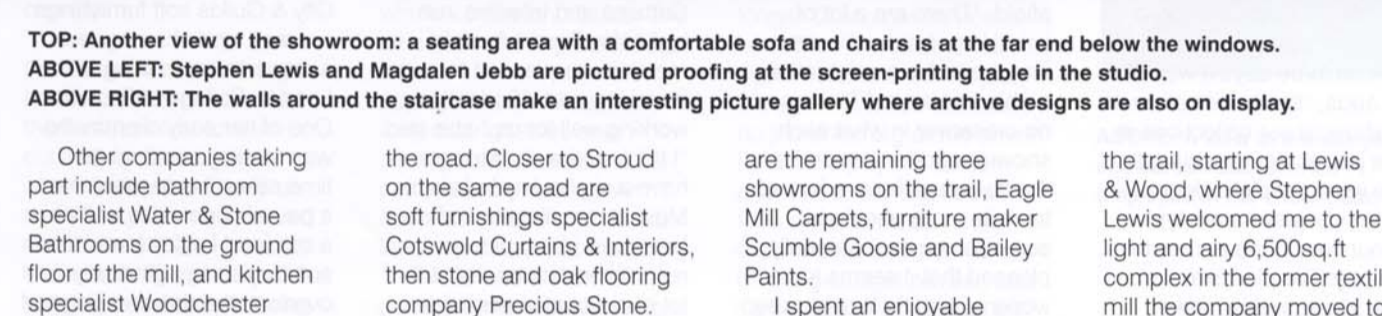 TOP: Another view of the showroom: a seating area with a comfortable sofa and chairs is at the far end below the windows.
ABOVE LEFT: Stephen Lewis and Magdalen Jebb are pictured proofing at the screen-printing table in the studio.
ABOVE RIGHT: The walls around the staircase make an interesting picture gallery where archive designs are also on display.
Other companies taking
part include bathroom
specialist Water & Stone
Bathrooms on the ground
floor of the mill, and kitchen
specialist Woodchester
the road. Closer to Stroud
on the same road are
soft furnishings specialist
Cotswold Curtains & Interiors,
then stone and oak flooring
company Precious Stone.
are the remaining three
showrooms on the trail, Eagle
Mill Carpets, furniture maker
Scumble Goosie and Bailey
Paints.
I spent an enjoyable
the trail, starting at Lewis
& Wood, where Stephen
Lewis welcomed me to the
light and airy 6,500sq.ft
complex in the former textil
mill the company moved to